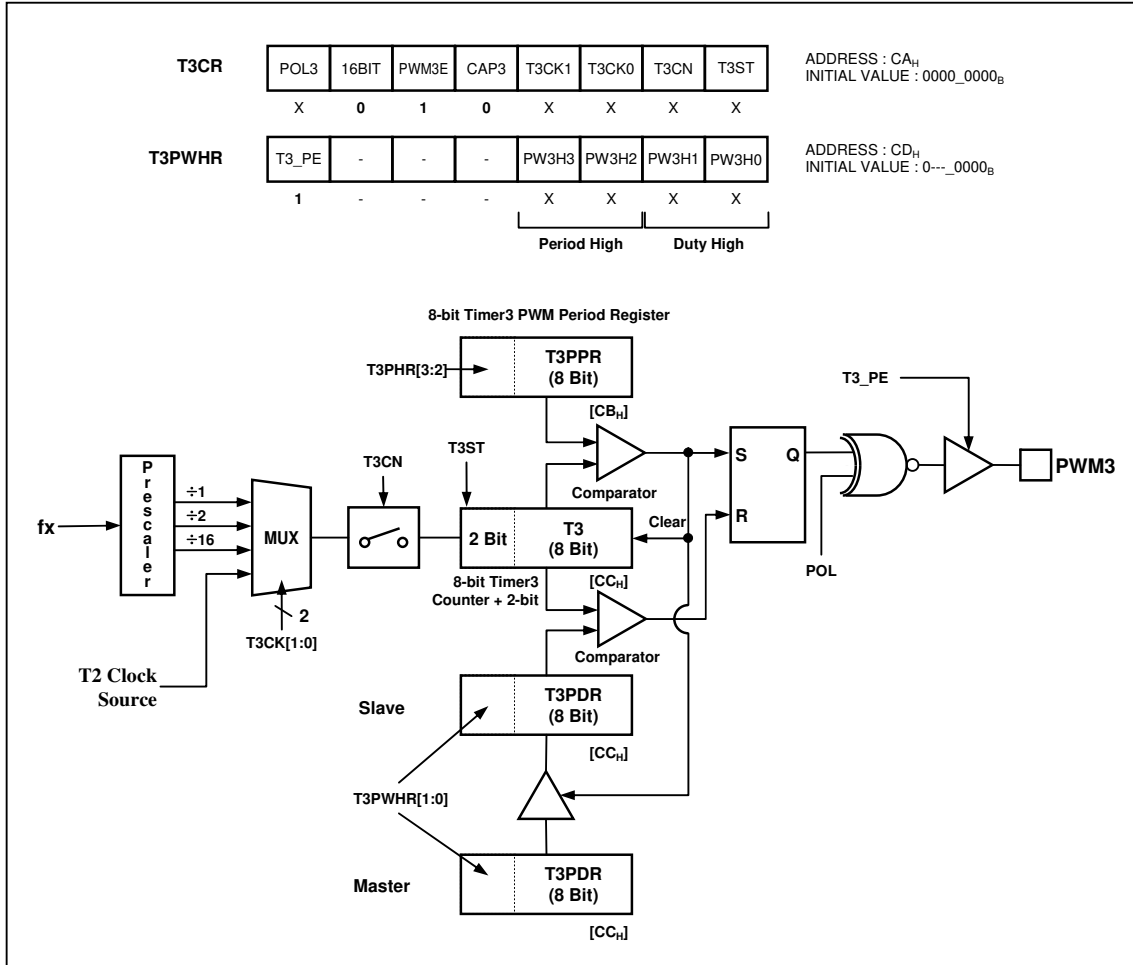 T3CR
POL3 16BIT PWM3E CAP3 T3CK1 T3CK0 T3CN T3ST
ADDRESS : CAH
INITIAL VALUE : 0000_0000B
X 0 1 0 X X X X
T3PWHR
T3_PE - - - PW3H3 PW3H2 PW3H1 PW3H0
ADDRESS : CDH
INITIAL VALUE : 0---_0000B
1 - - - X X X X
Period High Duty High
8-bit Timer3 PWM Period Register
T3PHR[3:2]
T3PPR
(8 Bit)
[CBH]
T3_PE
fx
Prescaler
÷1
÷2
÷16
MUX
2
T3CK[1:0]
T2 Clock
Source
T3CN
T3ST
2 Bit
T3
(8 Bit)
8-bit Timer3
Counter + 2-bit
[CCH]
Comparator
Clear
S
Q
R
POL
PWM3
Comparator
Slave
T3PDR
(8 Bit)
[CCH]
T3PWHR[1:0]
Master
T3PDR
(8 Bit)
[CCH]